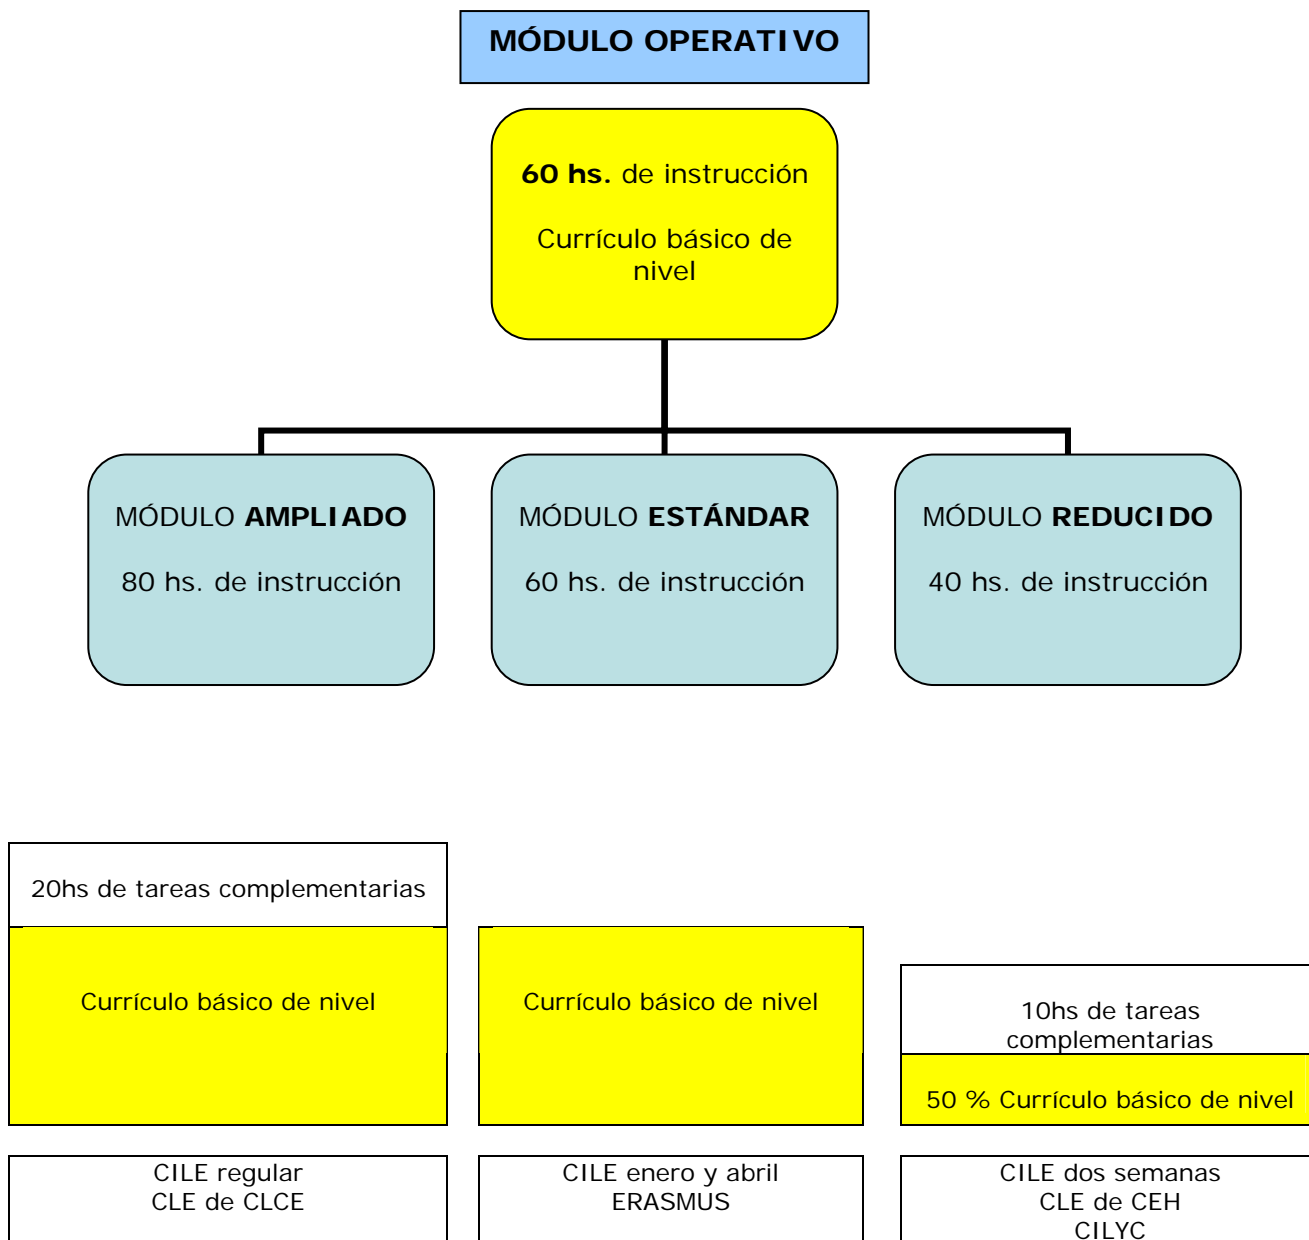 MÓDULO OPERATIVO
60 hs. de instrucción
Currículo básico de
nivel
MÓDULO AMPLIADO
80 hs. de instrucción
MÓDULO ESTÁNDAR
60 hs. de instrucción
MÓDULO REDUCIDO
40 hs. de instrucción
20hs de tareas complementarias
Currículo básico de nivel
Currículo básico de nivel
10hs de tareas
complementarias
50 % Currículo básico de nivel
CILE regular
CLE de CLCE
CILE enero y abril
ERASMUS
CILE dos semanas
CLE de CEH
CILYC